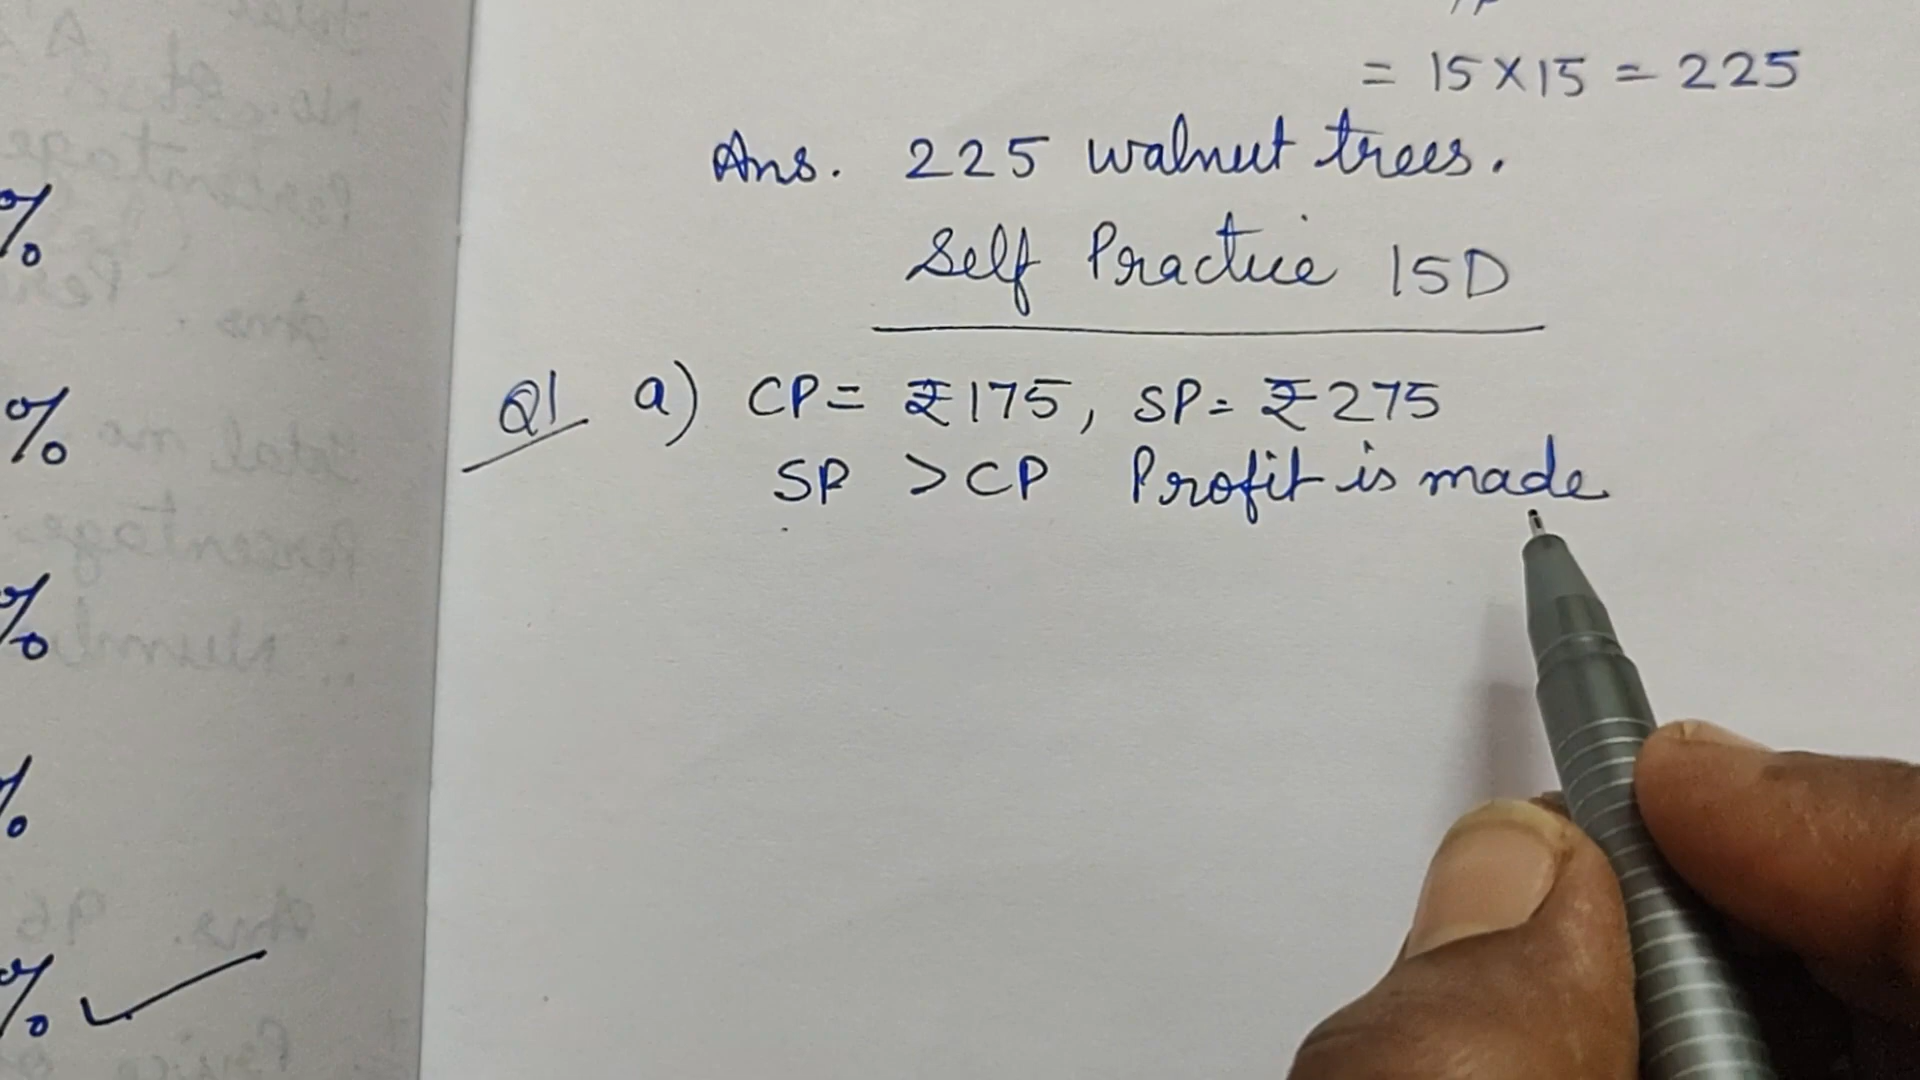 = 15 × 15 = 225
Ans. 225 walnut trees.
Self Practice 15D
Q1 a) CP = ₹175, SP = ₹275
SP > CP Profit is made
%
%
%
%
%